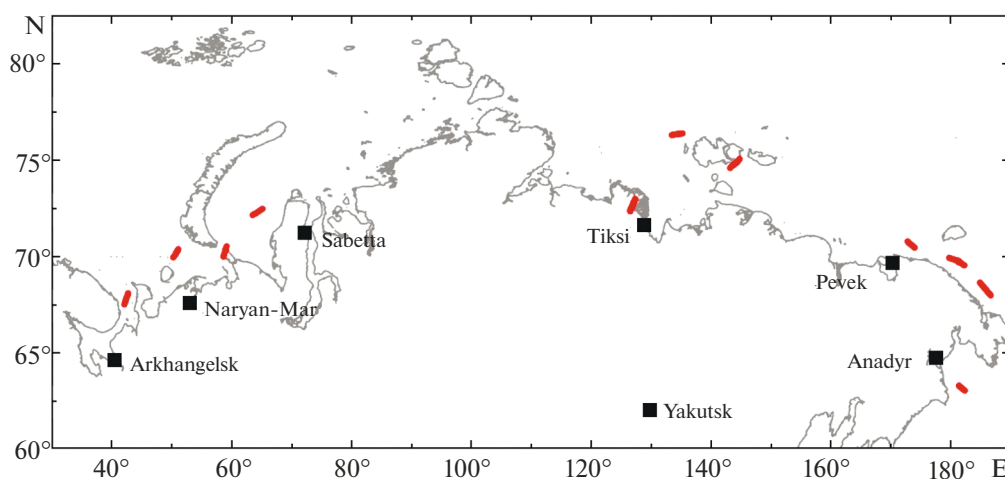 N
80°
75°
70°
65°
60°
Sabetta
Tiksi
Pevek
Naryan-Mar
Arkhangelsk
Anadyr
Yakutsk
40° 60° 80° 100° 120° 140° 160° 180° E